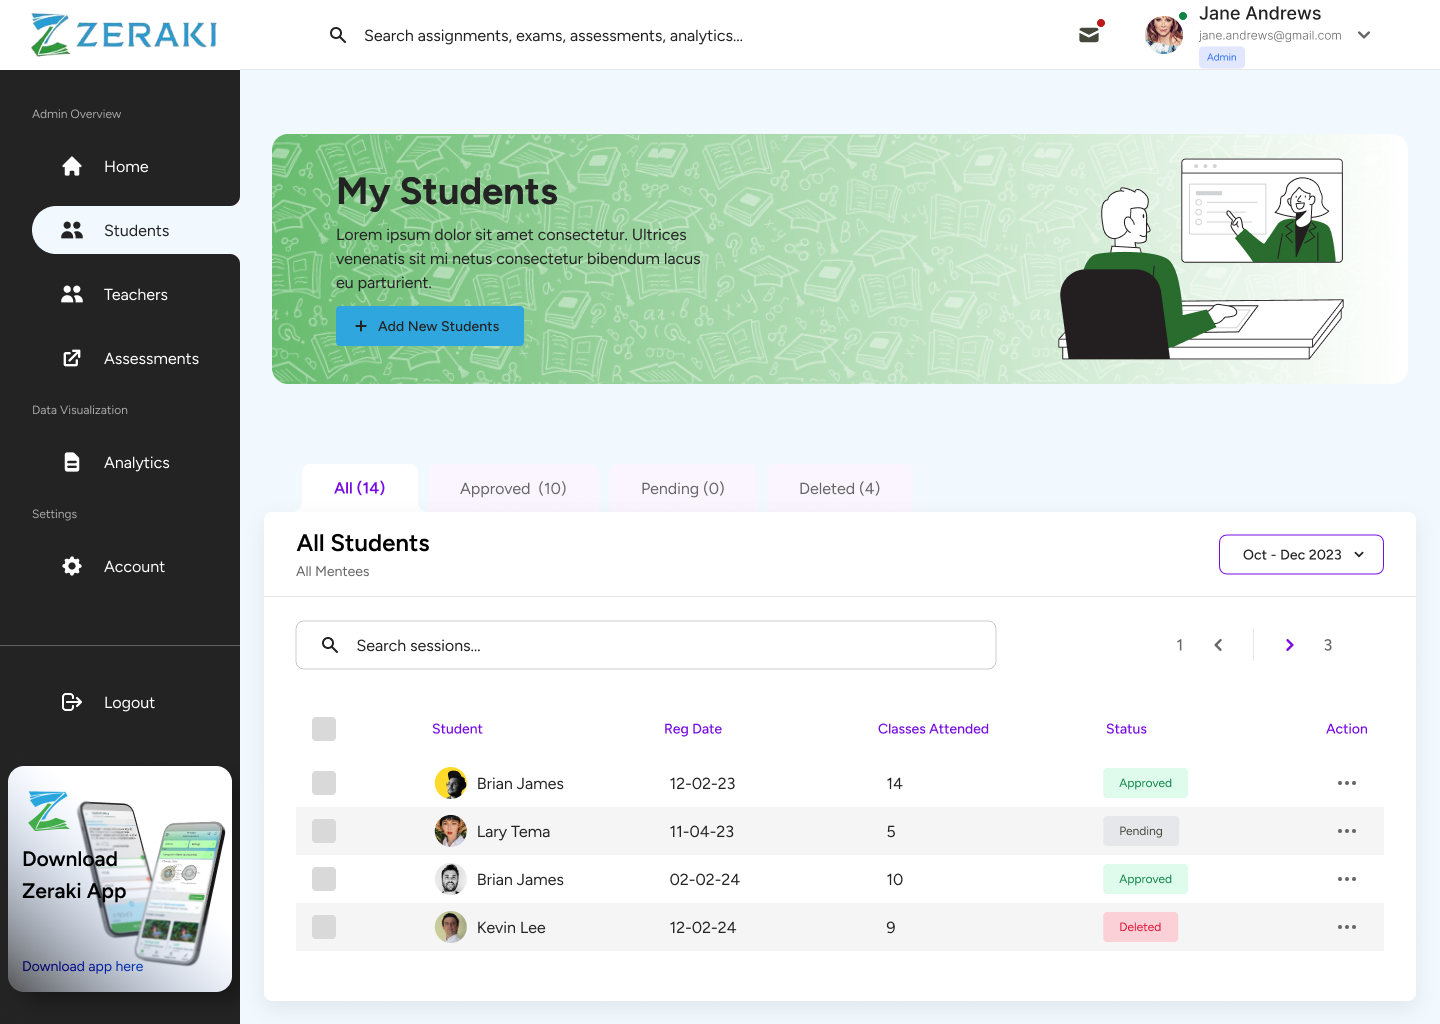 ZERAKI
Search assignments, exams, assessments, analytics...
Jane Andrews
jane.andrews@gmail.com
Admin
Admin Overview
Home
Students
Teachers
Assessments
Data Visualization
Analytics
Settings
Account
Logout
Download
Zeraki App
Download app here
My Students
Lorem ipsum dolor sit amet consectetur. Ultrices
venenatis sit mi netus consectetur bibendum lacus
eu parturient.
+ Add New Students
All (14)
Approved (10)
Pending (0)
Deleted (4)
All Students
All Mentees
Oct - Dec 2023
Search sessions...
1
3
Student Reg Date Classes Attended Status Action
Brian James 12-02-23 14 Approved
Lary Tema 11-04-23 5 Pending
Brian James 02-02-24 10 Approved
Kevin Lee 12-02-24 9 Deleted